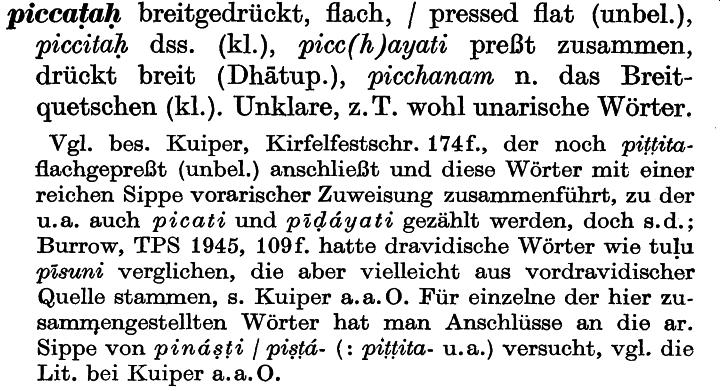 piccaṭaḥ breitgedrückt, flach, / pressed flat (unbel.),
piccitaḥ dss. (kl.), picc(h)ayati preßt zusammen,
drückt breit (Dhātup.), picchanam n. das Breit-
quetschen (kl.). Unklare, z.T. wohl unarische Wörter.
Vgl. bes. Kuiper, Kirfelfestschr. 174f., der noch piṭṭita-
flachgepreßt (unbel.) anschließt und diese Wörter mit einer
reichen Sippe vorarischer Zuweisung zusammenführt, zu der
u.a. auch picati und pīḍáyati gezählt werden, doch s.d.;
Burrow, TPS 1945, 109f. hatte dravidische Wörter wie tuḷu
pīsuni verglichen, die aber vielleicht aus vordravidischer
Quelle stammen, s. Kuiper a.a.O. Für einzelne der hier zu-
sammengestellten Wörter hat man Anschlüsse an die ar.
Sippe von pináṣṭi / piṣṭá- (: piṭṭita- u.a.) versucht, vgl. die
Lit. bei Kuiper a.a.O.